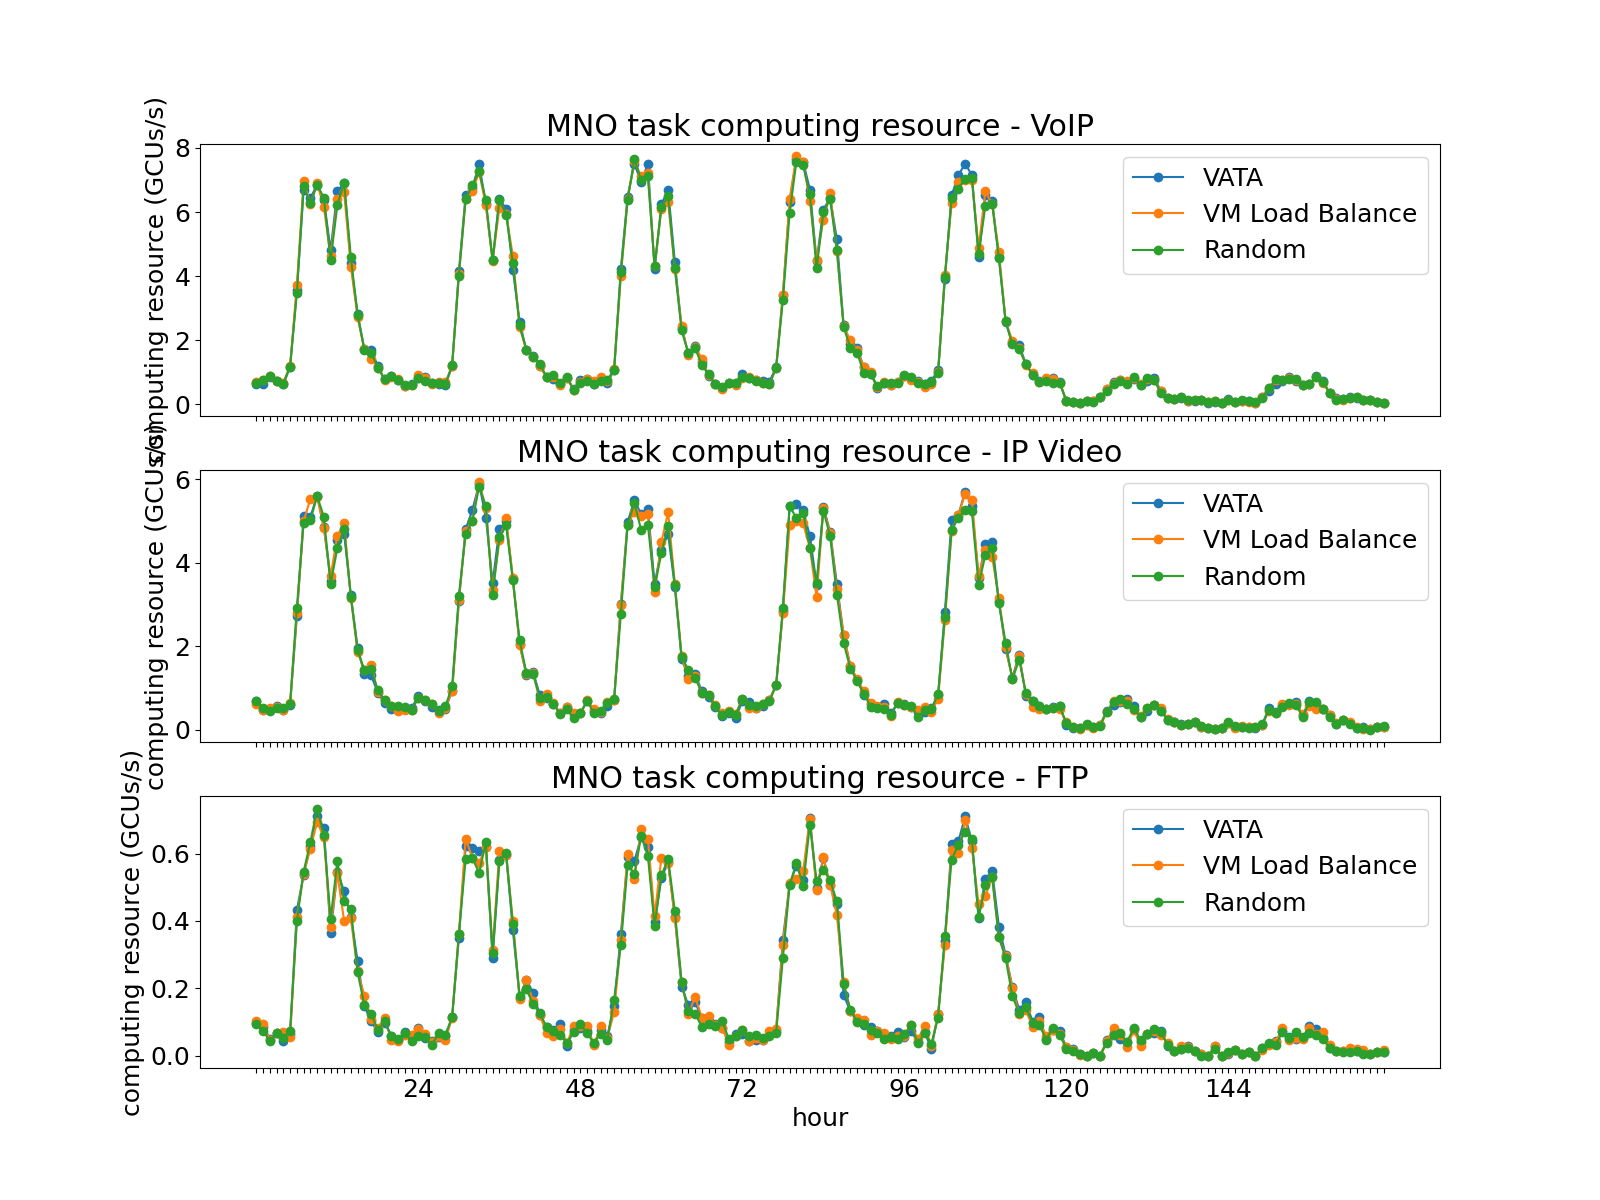 MNO task computing resource - VoIP
computing resource (GCUs/s)
8
6
4
2
0
VATA
VM Load Balance
Random
MNO task computing resource - IP Video
computing resource (GCUs/s)
6
4
2
0
VATA
VM Load Balance
Random
MNO task computing resource - FTP
computing resource (GCUs/s)
0.6
0.4
0.2
0.0
VATA
VM Load Balance
Random
24 48 72 96 120 144
hour